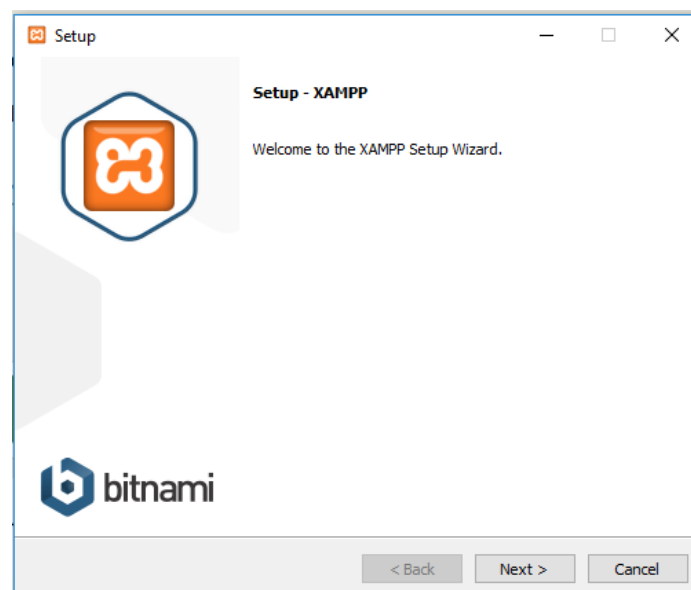 Setup
Setup - XAMPP
Welcome to the XAMPP Setup Wizard.
bitnami
< Back
Next >
Cancel